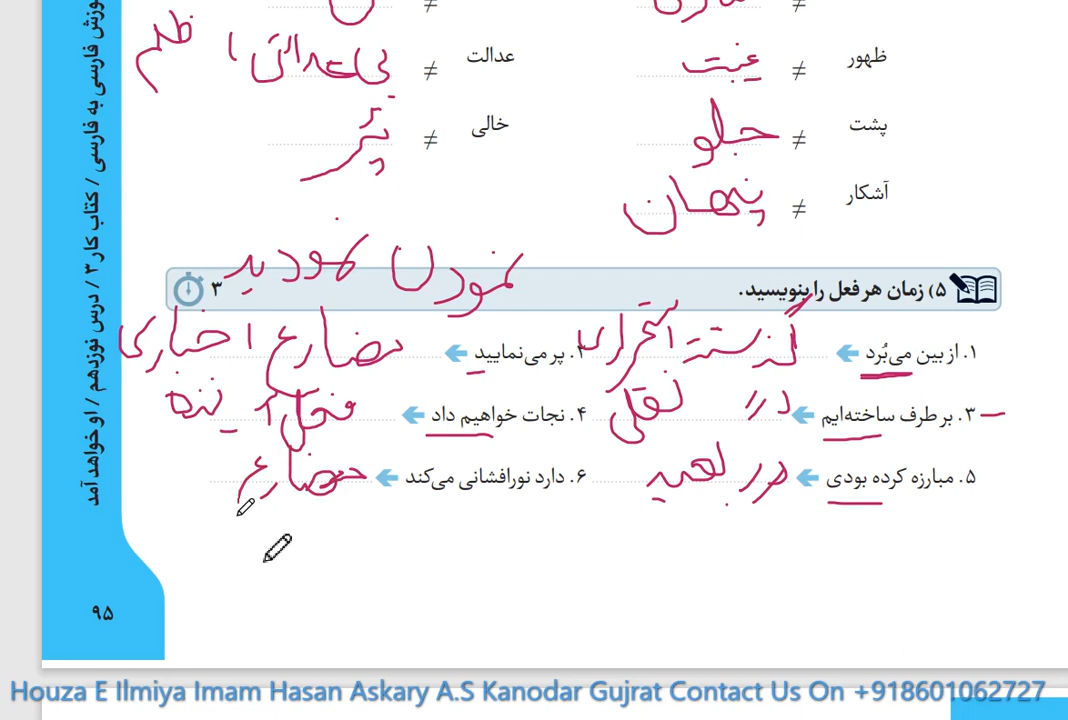 ظهور ≠ غیبت
عدالت ≠ بی عدالتی / ظلم
پشت ≠ جلو
خالی ≠ پُر
آشکار ≠ پنهان
نمودن نمودید
۵) زمان هر فعل را بنویسید. ۳
۱. از بین می‌بُرد گذشته استمراری
۲. پر می‌نمایید مضارع اخباری
۳. بر طرف ساخته‌ایم نقلی
۴. نجات خواهیم داد آینده
۵. مبارزه کرده بودی بعید
۶. دارد نورافشانی می‌کند مضارع
آموزش فارسی به فارسی / کتاب کار ۳ / درس نوزدهم / او خواهد آمد
۹۵
Houza E Ilmiya Imam Hasan Askary A.S Kanodar Gujrat Contact Us On +918601062727